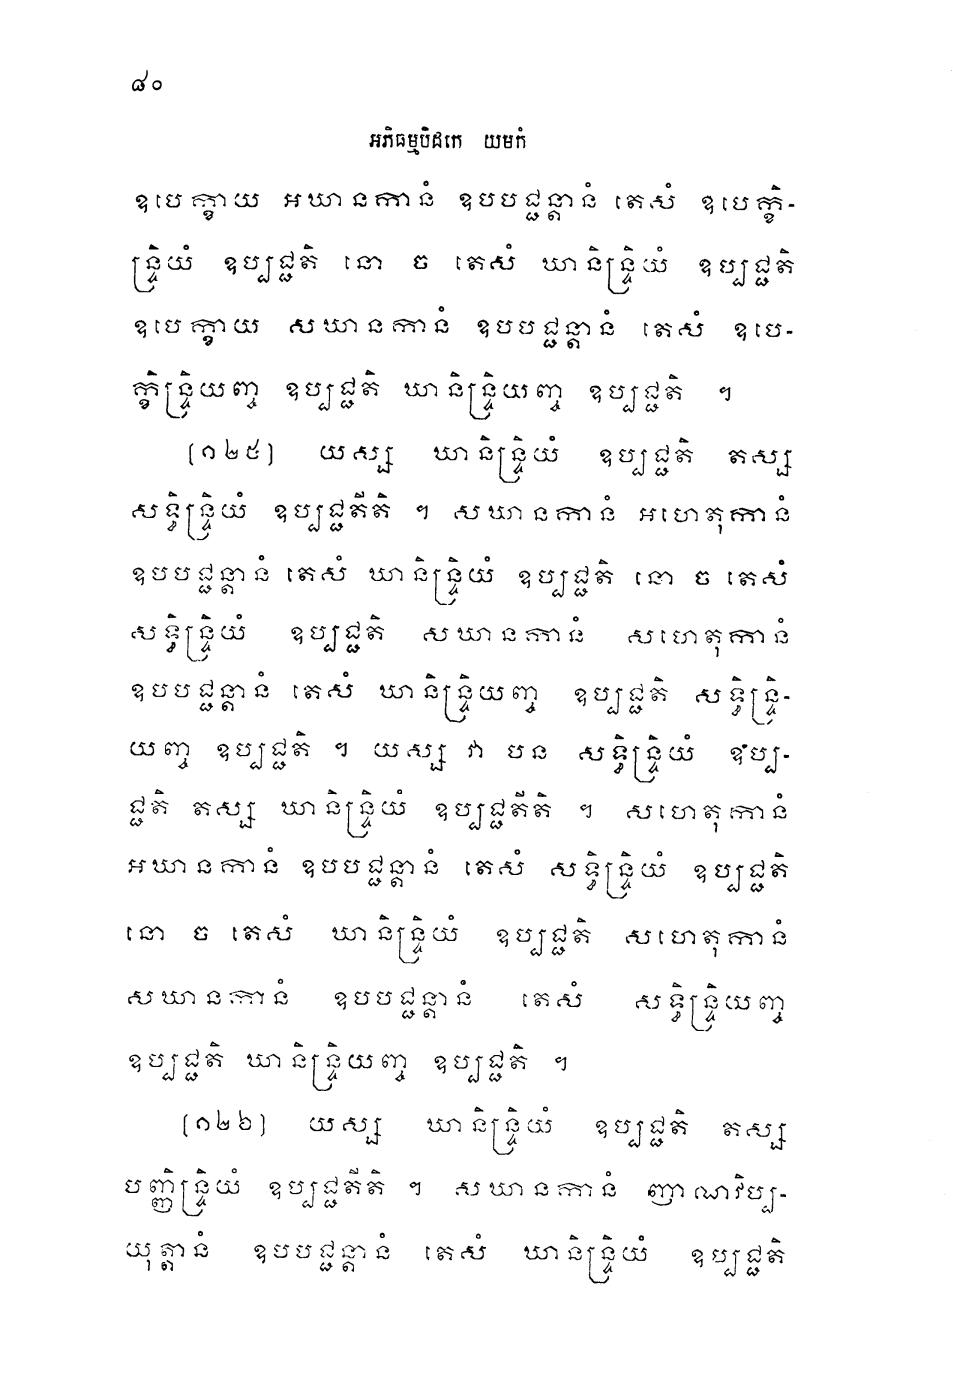 ៨០
អភិធម្មបិដកេ យមកំ
ឧបេក្ខាយ អឃានកានំ ឧបបជ្ជន្តានំ តេសំ ឧបេក្ខិ-
ន្ទ្រិយំ ឧប្បជ្ជតិ នោ ច តេសំ ឃានិន្ទ្រិយំ ឧប្បជ្ជតិ
ឧបេក្ខាយ សឃានកានំ ឧបបជ្ជន្តានំ តេសំ ឧបេ-
ក្ខិន្ទ្រិយញ្ច ឧប្បជ្ជតិ ឃានិន្ទ្រិយញ្ច ឧប្បជ្ជតិ ។
[១២៥] យស្ស ឃានិន្ទ្រិយំ ឧប្បជ្ជតិ តស្ស
សទ្ធិន្ទ្រិយំ ឧប្បជ្ជតីតិ ។ សឃានកានំ អហេតុកានំ
ឧបបជ្ជន្តានំ តេសំ ឃានិន្ទ្រិយំ ឧប្បជ្ជតិ នោ ច តេសំ
សទ្ធិន្ទ្រិយំ ឧប្បជ្ជតិ សឃានកានំ សហេតុកានំ
ឧបបជ្ជន្តានំ តេសំ ឃានិន្ទ្រិយញ្ច ឧប្បជ្ជតិ សទ្ធិន្ទ្រិ-
យញ្ច ឧប្បជ្ជតិ ។ យស្ស វា បន សទ្ធិន្ទ្រិយំ ឧប្ប-
ជ្ជតិ តស្ស ឃានិន្ទ្រិយំ ឧប្បជ្ជតីតិ ។ សហេតុកានំ
អឃានកានំ ឧបបជ្ជន្តានំ តេសំ សទ្ធិន្ទ្រិយំ ឧប្បជ្ជតិ
នោ ច តេសំ ឃានិន្ទ្រិយំ ឧប្បជ្ជតិ សហេតុកានំ
សឃានកានំ ឧបបជ្ជន្តានំ តេសំ សទ្ធិន្ទ្រិយញ្ច
ឧប្បជ្ជតិ ឃានិន្ទ្រិយញ្ច ឧប្បជ្ជតិ ។
[១២៦] យស្ស ឃានិន្ទ្រិយំ ឧប្បជ្ជតិ តស្ស
បញ្ញិន្ទ្រិយំ ឧប្បជ្ជតីតិ ។ សឃានកានំ ញាណវិប្ប-
យុត្តានំ ឧបបជ្ជន្តានំ តេសំ ឃានិន្ទ្រិយំ ឧប្បជ្ជតិ